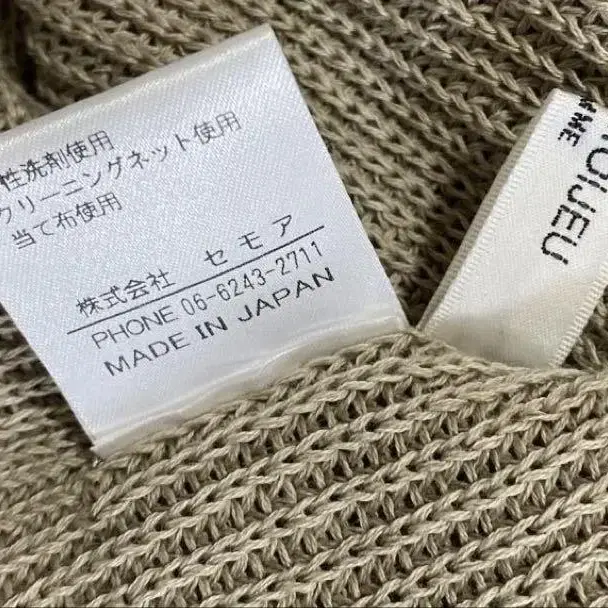 性洗剤使用
クリーニングネット使用
当て布使用
株式会社 セモア
PHONE 06-6243-2711
MADE IN JAPAN